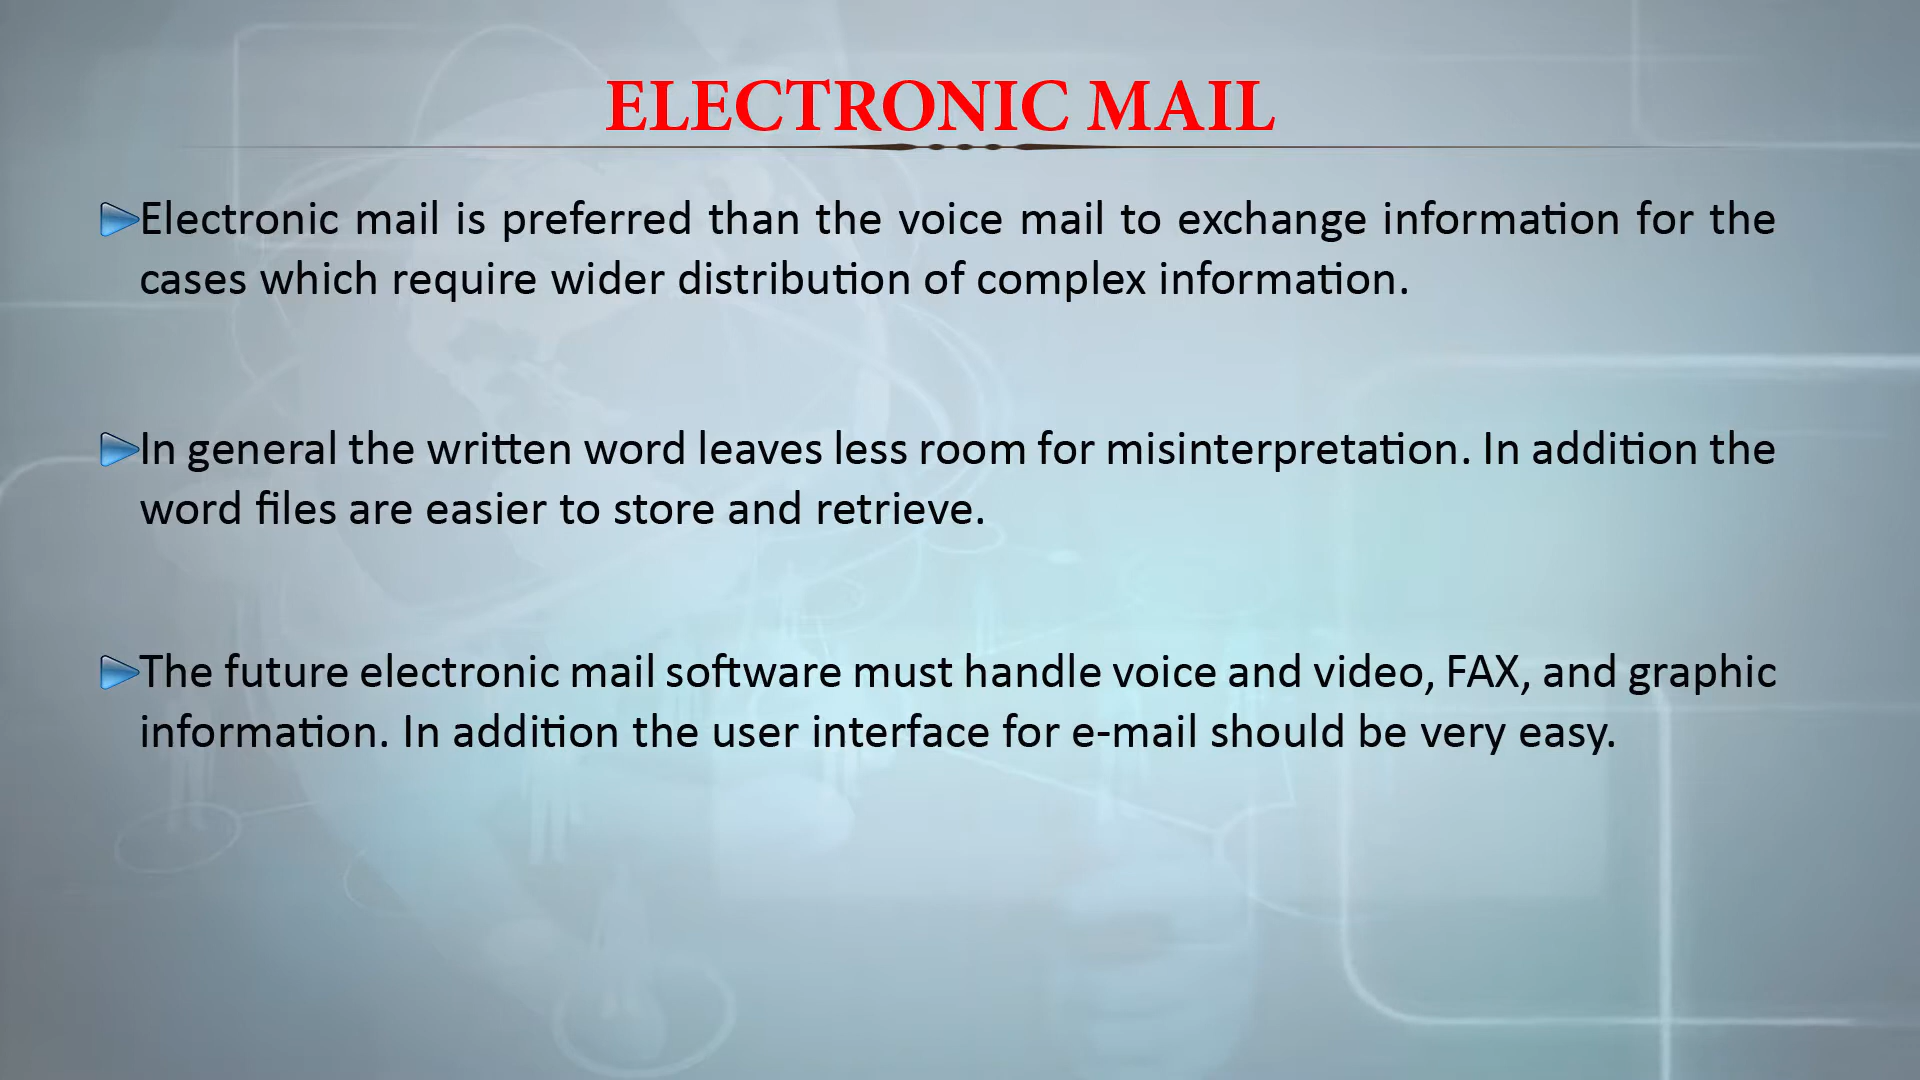 ELECTRONIC MAIL
Electronic mail is preferred than the voice mail to exchange information for the
cases which require wider distribution of complex information.
In general the written word leaves less room for misinterpretation. In addition the
word files are easier to store and retrieve.
The future electronic mail software must handle voice and video, FAX, and graphic
information. In addition the user interface for e-mail should be very easy.